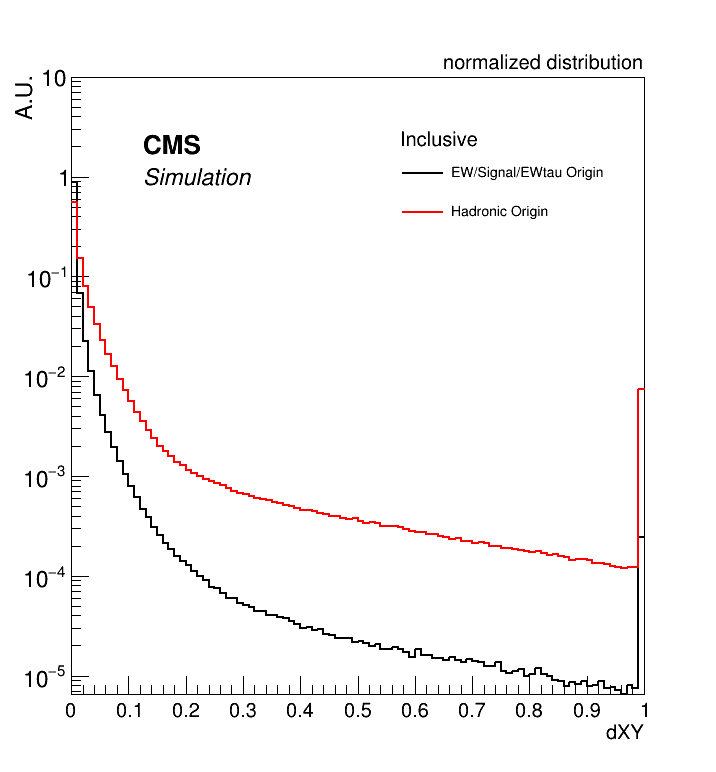 normalized distribution
A.U.
10
CMS
Simulation
Inclusive
EW/Signal/EWtau Origin
Hadronic Origin
1
10⁻¹
10⁻²
10⁻³
10⁻⁴
10⁻⁵
0 0.1 0.2 0.3 0.4 0.5 0.6 0.7 0.8 0.9 1
dXY